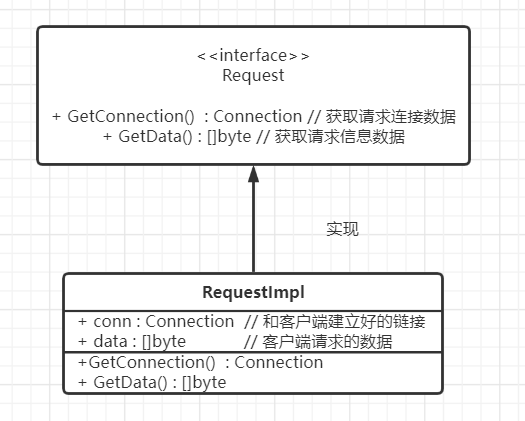 <<interface>>
Request
+ GetConnection() : Connection // 获取请求连接数据
+ GetData() : []byte // 获取请求信息数据
实现
RequestImpl
+ conn : Connection // 和客户端建立好的链接
+ data : []byte // 客户端请求的数据
+GetConnection() : Connection
+ GetData() : []byte